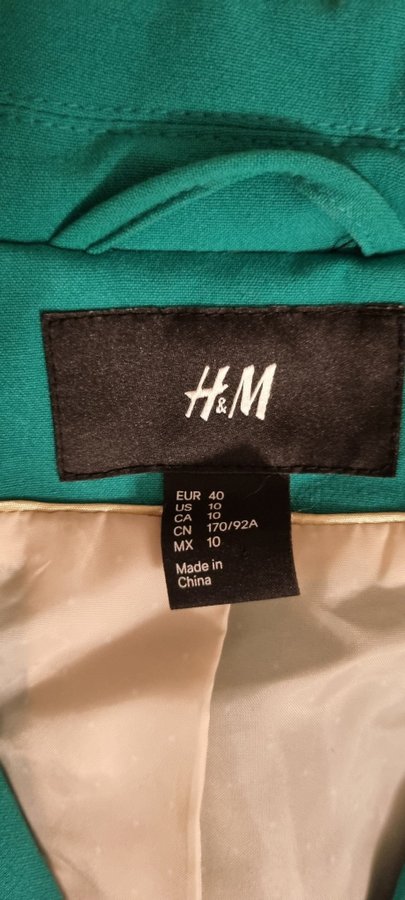 H&M
EUR 40
US 10
CA 10
CN 170/92A
MX 10
Made in
China